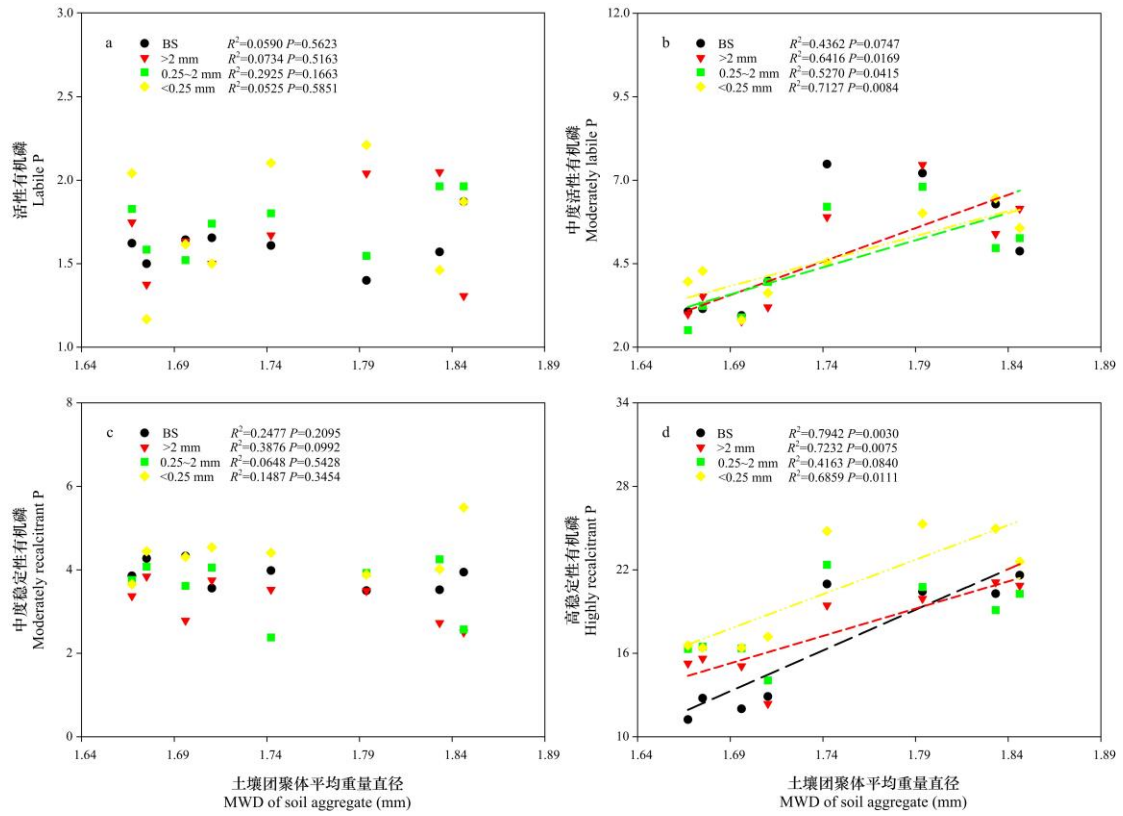 a
BS R²=0.0590 P=0.5623
>2 mm R²=0.0734 P=0.5163
0.25~2 mm R²=0.2925 P=0.1663
<0.25 mm R²=0.0525 P=0.5851
活性有机磷
Labile P
3.0
2.5
2.0
1.5
1.0
1.64 1.69 1.74 1.79 1.84 1.89
b
BS R²=0.4362 P=0.0747
>2 mm R²=0.6416 P=0.0169
0.25~2 mm R²=0.5270 P=0.0415
<0.25 mm R²=0.7127 P=0.0084
中度活性有机磷
Moderately labile P
12.0
9.5
7.0
4.5
2.0
1.64 1.69 1.74 1.79 1.84 1.89
c
BS R²=0.2477 P=0.2095
>2 mm R²=0.3876 P=0.0992
0.25~2 mm R²=0.0648 P=0.5428
<0.25 mm R²=0.1487 P=0.3454
中度稳定性有机磷
Moderately recalcitrant P
8
6
4
2
0
1.64 1.69 1.74 1.79 1.84 1.89
土壤团聚体平均重量直径
MWD of soil aggregate (mm)
d
BS R²=0.7942 P=0.0030
>2 mm R²=0.7232 P=0.0075
0.25~2 mm R²=0.4163 P=0.0840
<0.25 mm R²=0.6859 P=0.0111
高稳定性有机磷
Highly recalcitrant P
34
28
22
16
10
1.64 1.69 1.74 1.79 1.84 1.89
土壤团聚体平均重量直径
MWD of soil aggregate (mm)